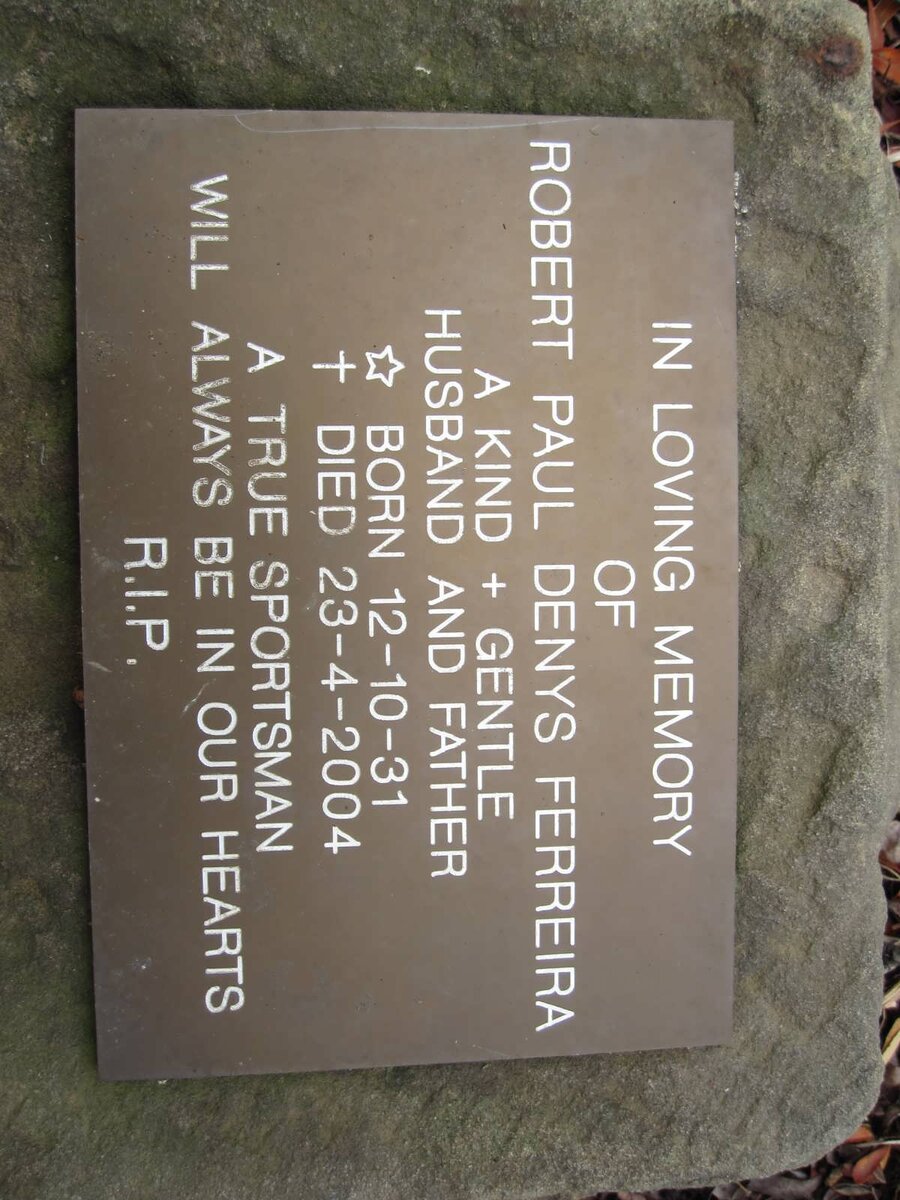 IN LOVING MEMORY
OF
ROBERT PAUL DENYS FERREIRA
A KIND + GENTLE
HUSBAND AND FATHER
☆ BORN 12-10-31
† DIED 23-4-2004
A TRUE SPORTSMAN
WILL ALWAYS BE IN OUR HEARTS
R.I.P.